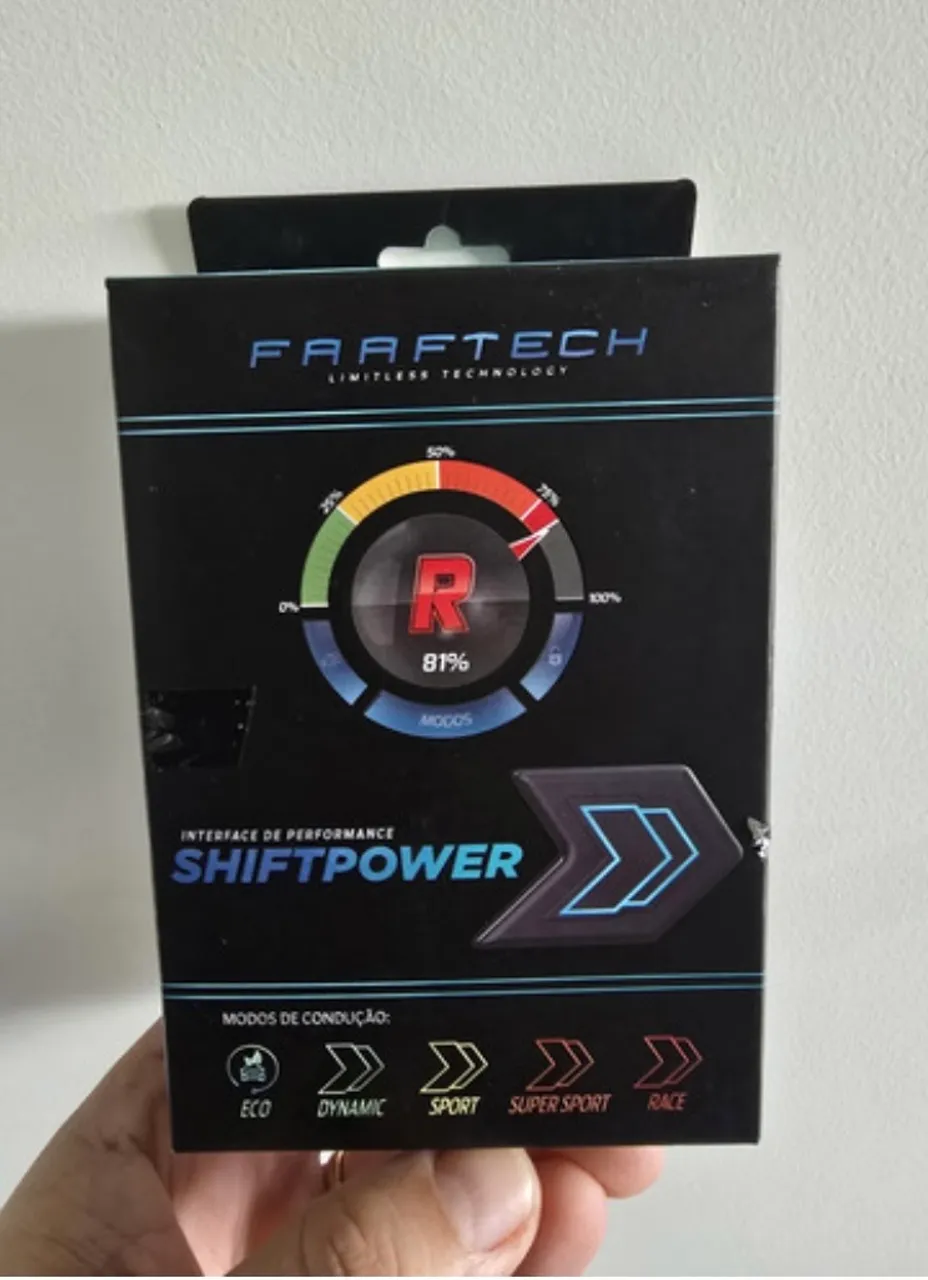 FAAFTECH
LIMITLESS TECHNOLOGY
50%
25%
75%
0%
100%
R
81%
MODOS
INTERFACE DE PERFORMANCE
SHIFTPOWER
MODOS DE CONDUÇÃO:
ECO
DYNAMIC
SPORT
SUPER SPORT
RACE